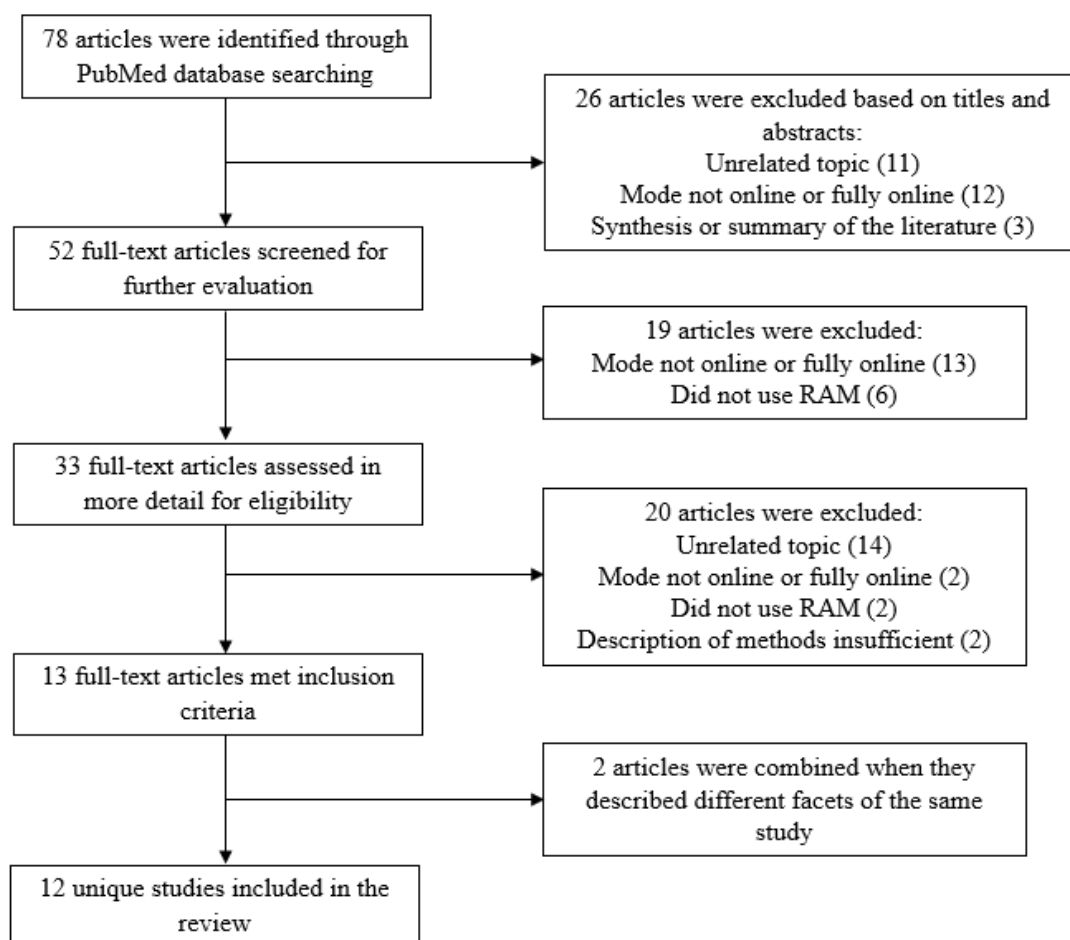 78 articles were identified through
PubMed database searching
26 articles were excluded based on titles and
abstracts:
Unrelated topic (11)
Mode not online or fully online (12)
Synthesis or summary of the literature (3)
52 full-text articles screened for
further evaluation
19 articles were excluded:
Mode not online or fully online (13)
Did not use RAM (6)
33 full-text articles assessed in
more detail for eligibility
20 articles were excluded:
Unrelated topic (14)
Mode not online or fully online (2)
Did not use RAM (2)
Description of methods insufficient (2)
13 full-text articles met inclusion
criteria
2 articles were combined when they
described different facets of the same
study
12 unique studies included in the
review